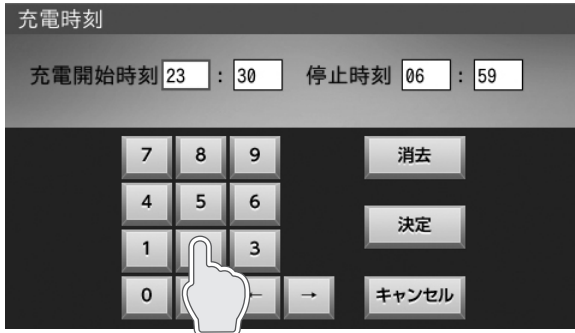 充電時刻
充電開始時刻 23 : 30 停止時刻 06 : 59
7 8 9 消去
4 5 6
決定
1 3
0 ← → キャンセル